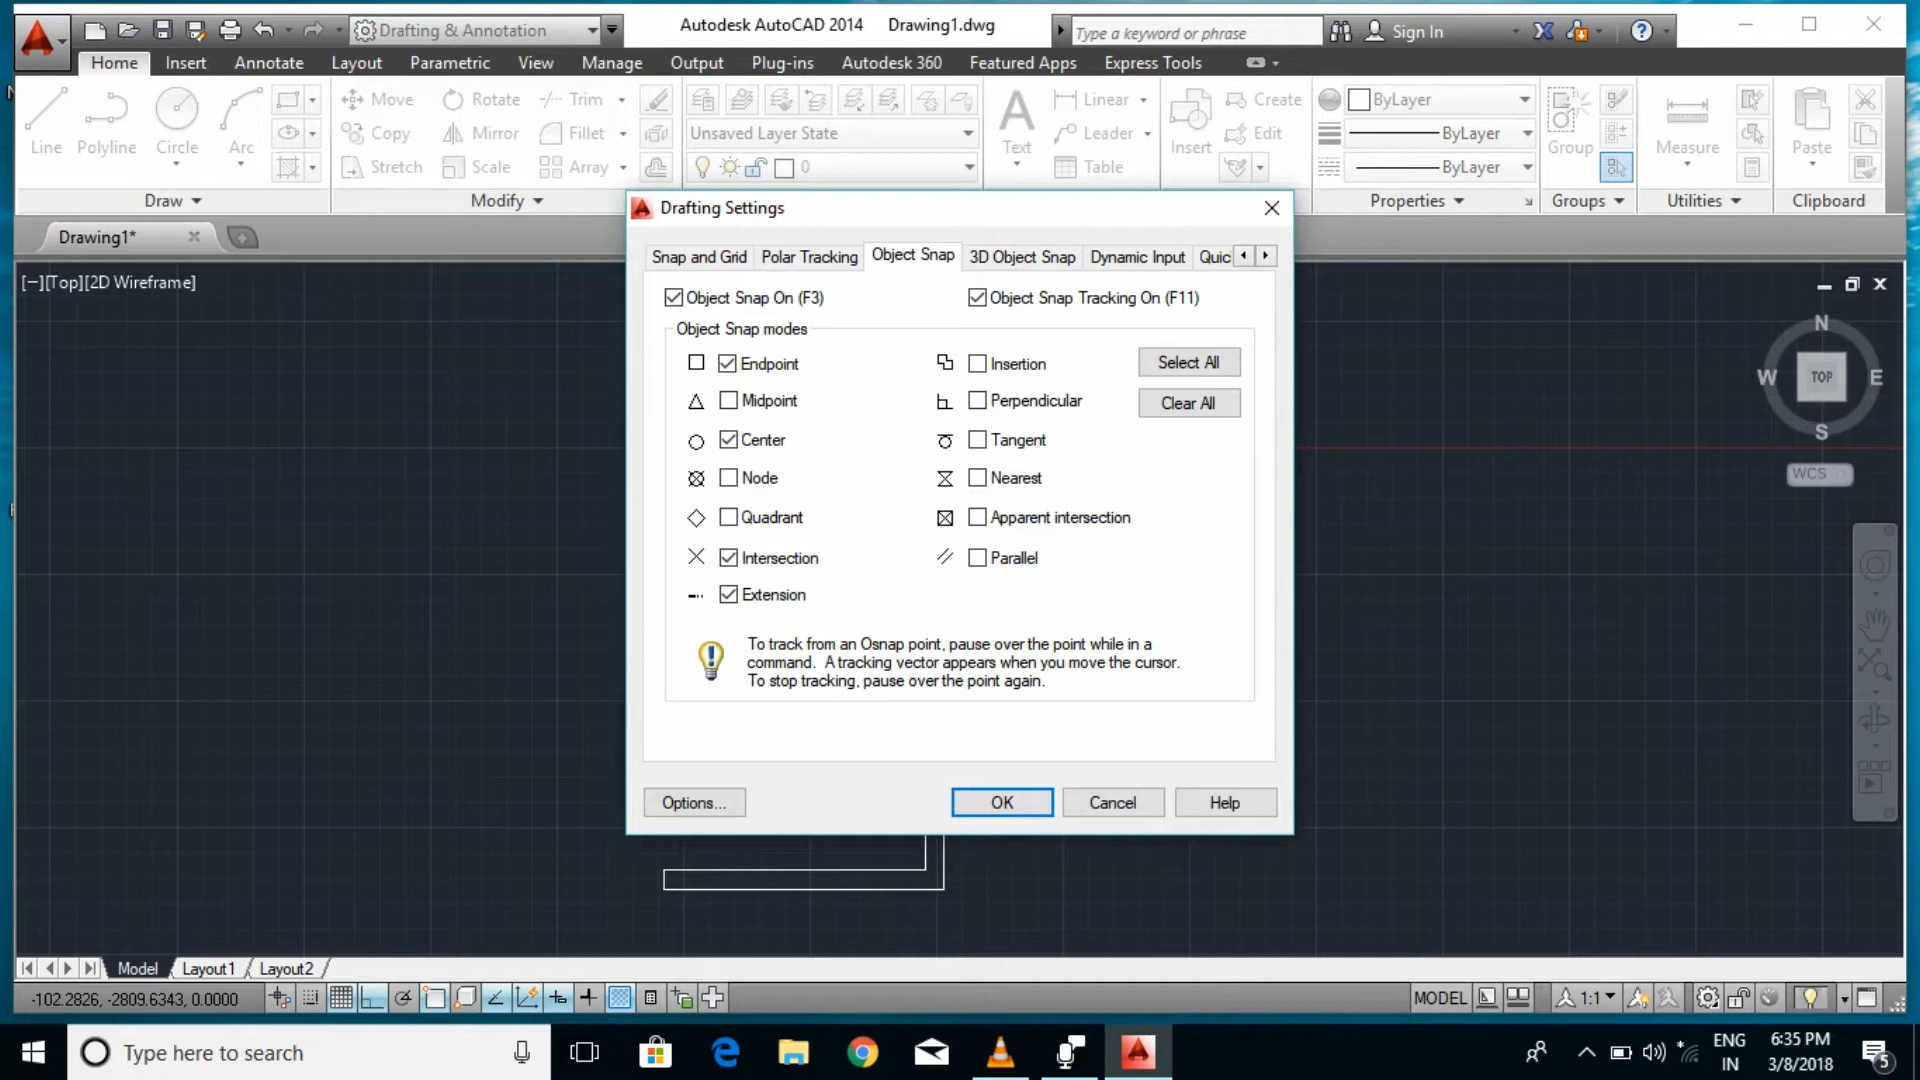 Drafting & Annotation
Autodesk AutoCAD 2014 Drawing1.dwg
Type a keyword or phrase
Sign In
Home Insert Annotate Layout Parametric View Manage Output Plug-ins Autodesk 360 Featured Apps Express Tools
Line Polyline Circle Arc
Move Rotate Trim
Copy Mirror Fillet
Stretch Scale Array
Unsaved Layer State
0
Text
Linear
Leader
Table
Insert
Create
Edit
ByLayer
ByLayer
ByLayer
Group
Measure
Paste
Draw Modify Properties Groups Utilities Clipboard
Drawing1*
[−][Top][2D Wireframe]
Drafting Settings
Snap and Grid Polar Tracking Object Snap 3D Object Snap Dynamic Input Quic
Object Snap On (F3) Object Snap Tracking On (F11)
Object Snap modes
Endpoint Insertion Select All
Midpoint Perpendicular Clear All
Center Tangent
Node Nearest
Quadrant Apparent intersection
Intersection Parallel
Extension
To track from an Osnap point, pause over the point while in a
command. A tracking vector appears when you move the cursor.
To stop tracking, pause over the point again.
Options... OK Cancel Help
N
W TOP E
S
WCS
Model Layout1 Layout2
-102.2826, -2809.6343, 0.0000
MODEL 1:1
Type here to search
ENG
IN
6:35 PM
3/8/2018
5